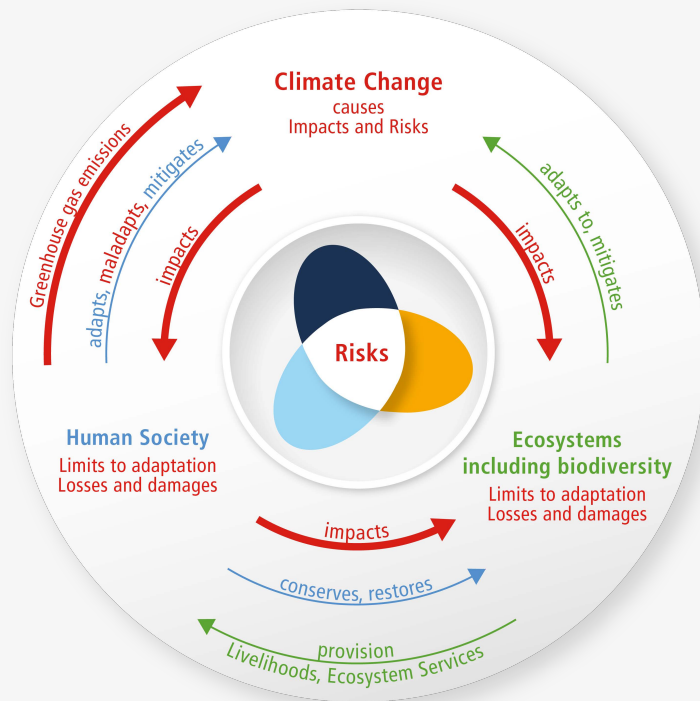 Climate Change
causes
Impacts and Risks
Greenhouse gas emissions
adapts, maladapts, mitigates
impacts
impacts
adapts to, mitigates
Risks
Human Society
Limits to adaptation
Losses and damages
Ecosystems
including biodiversity
Limits to adaptation
Losses and damages
impacts
conserves, restores
provision
Livelihoods, Ecosystem Services